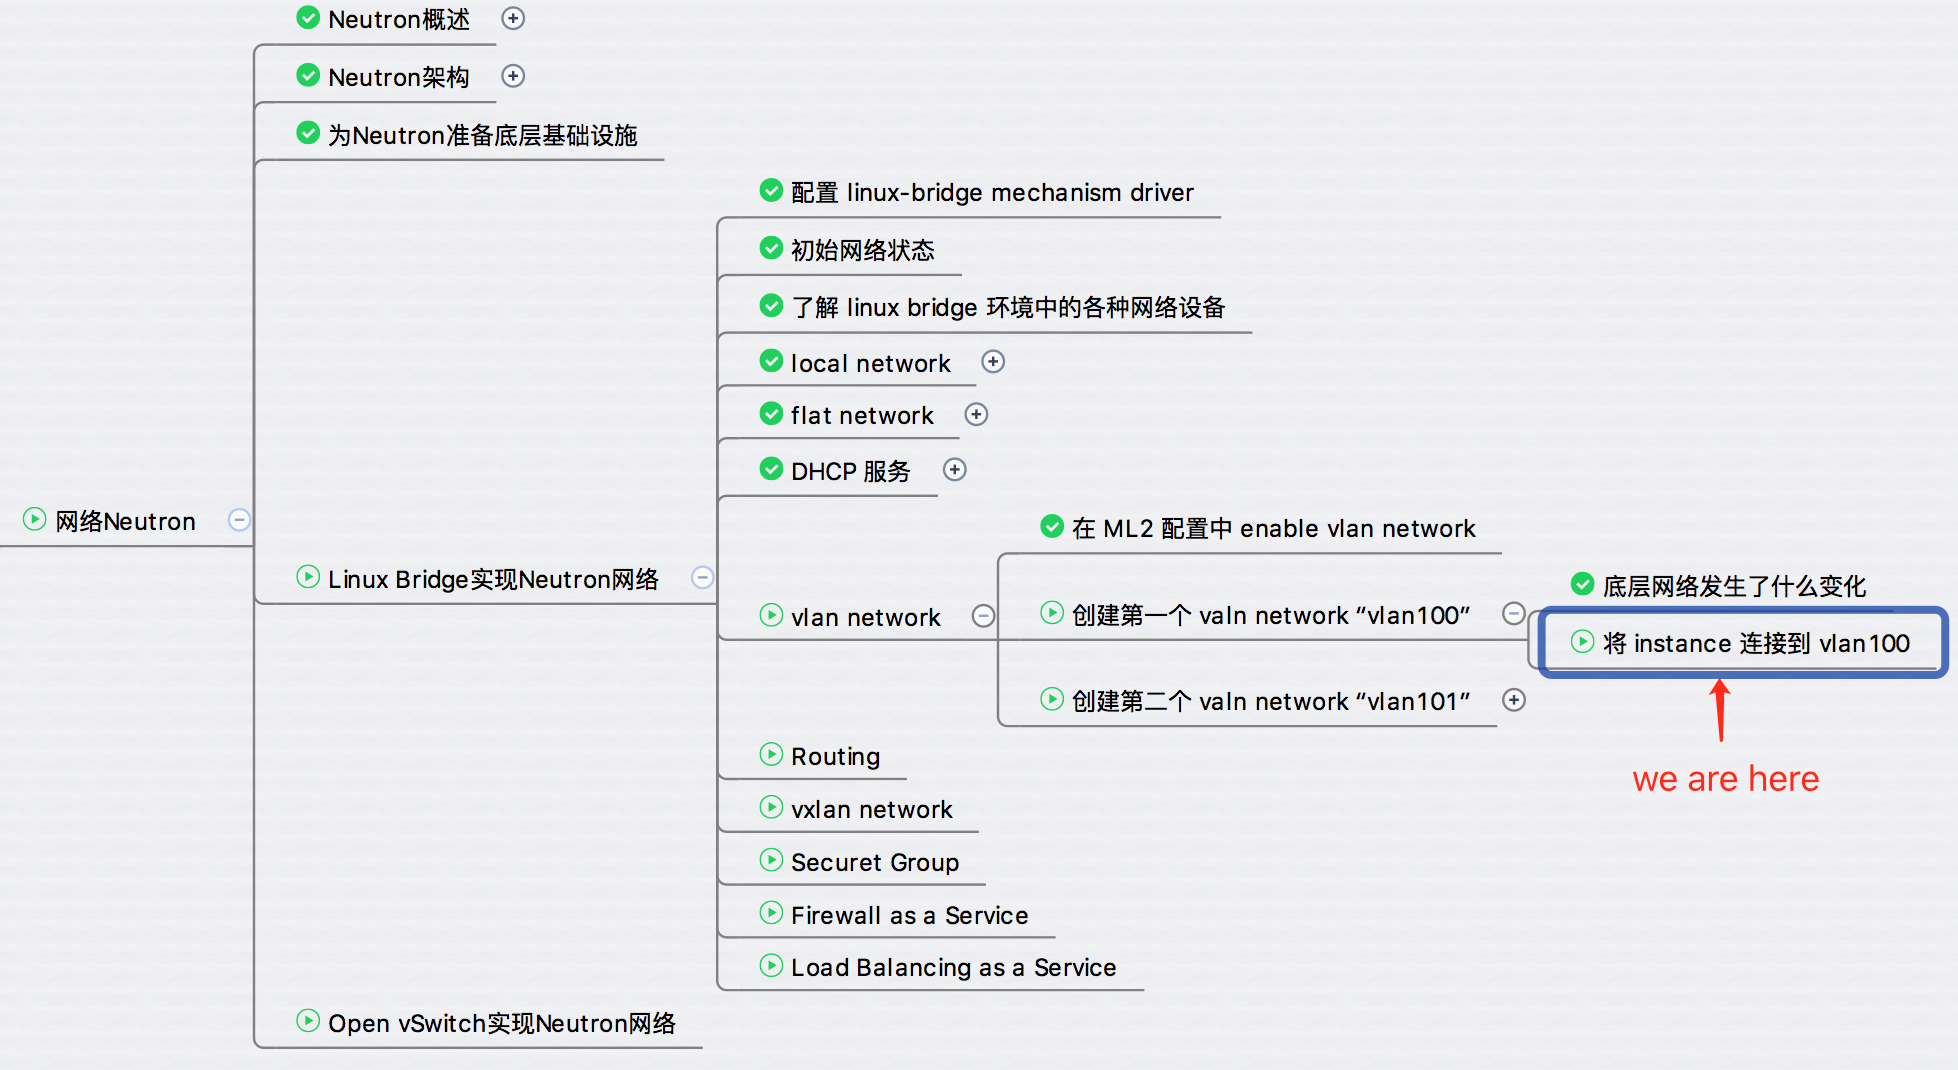 Neutron概述
Neutron架构
为Neutron准备底层基础设施
配置 linux-bridge mechanism driver
初始网络状态
了解 linux bridge 环境中的各种网络设备
local network
flat network
DHCP 服务
网络Neutron
在 ML2 配置中 enable vlan network
Linux Bridge实现Neutron网络
底层网络发生了什么变化
vlan network
创建第一个 valn network “vlan100”
将 instance 连接到 vlan100
创建第二个 valn network “vlan101”
Routing
we are here
vxlan network
Securet Group
Firewall as a Service
Load Balancing as a Service
Open vSwitch实现Neutron网络